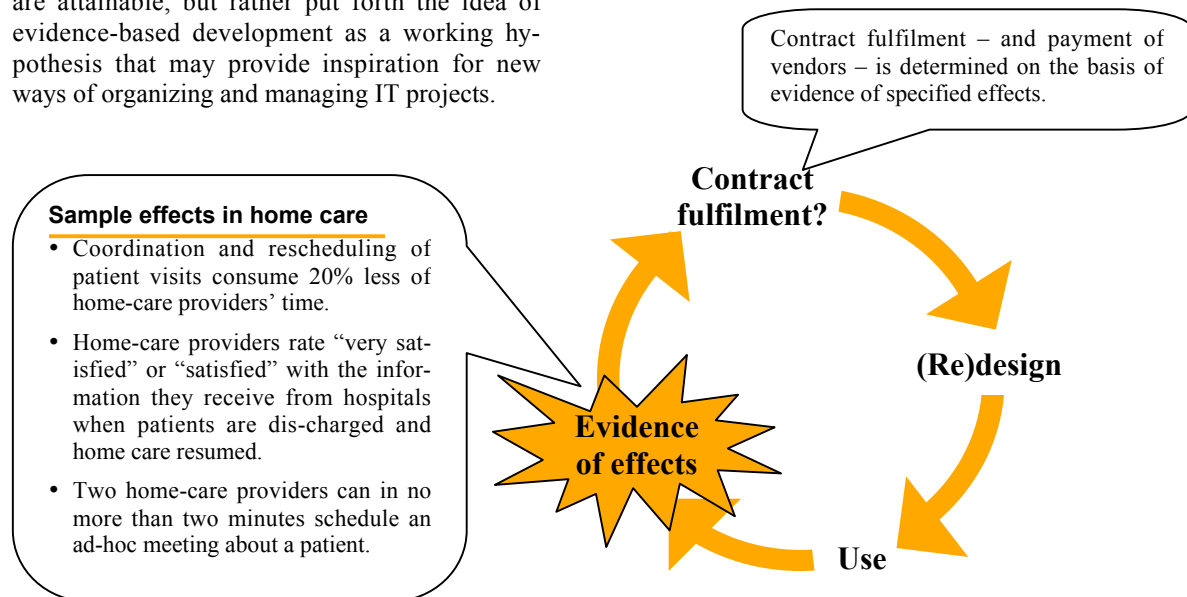 are attainable, but rather put forth the idea of
evidence-based development as a working hy-
pothesis that may provide inspiration for new
ways of organizing and managing IT projects.
Contract fulfilment – and payment of
vendors – is determined on the basis of
evidence of specified effects.
Contract
fulfilment?
Sample effects in home care
• Coordination and rescheduling of
patient visits consume 20% less of
home-care providers’ time.
• Home-care providers rate “very sat-
isfied” or “satisfied” with the infor-
mation they receive from hospitals
when patients are dis-charged and
home care resumed.
• Two home-care providers can in no
more than two minutes schedule an
ad-hoc meeting about a patient.
(Re)design
Evidence
of effects
Use